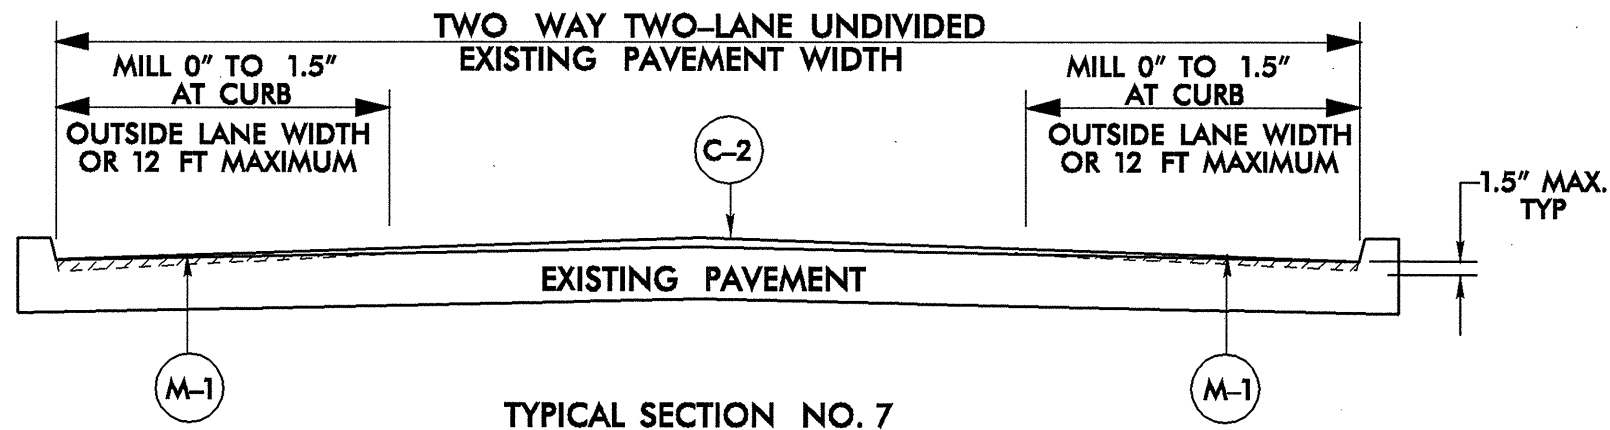 TWO WAY TWO–LANE UNDIVIDED
EXISTING PAVEMENT WIDTH
MILL 0" TO 1.5"
AT CURB
OUTSIDE LANE WIDTH
OR 12 FT MAXIMUM
MILL 0" TO 1.5"
AT CURB
OUTSIDE LANE WIDTH
OR 12 FT MAXIMUM
C–2
1.5" MAX.
TYP
EXISTING PAVEMENT
M–1
M–1
TYPICAL SECTION NO. 7